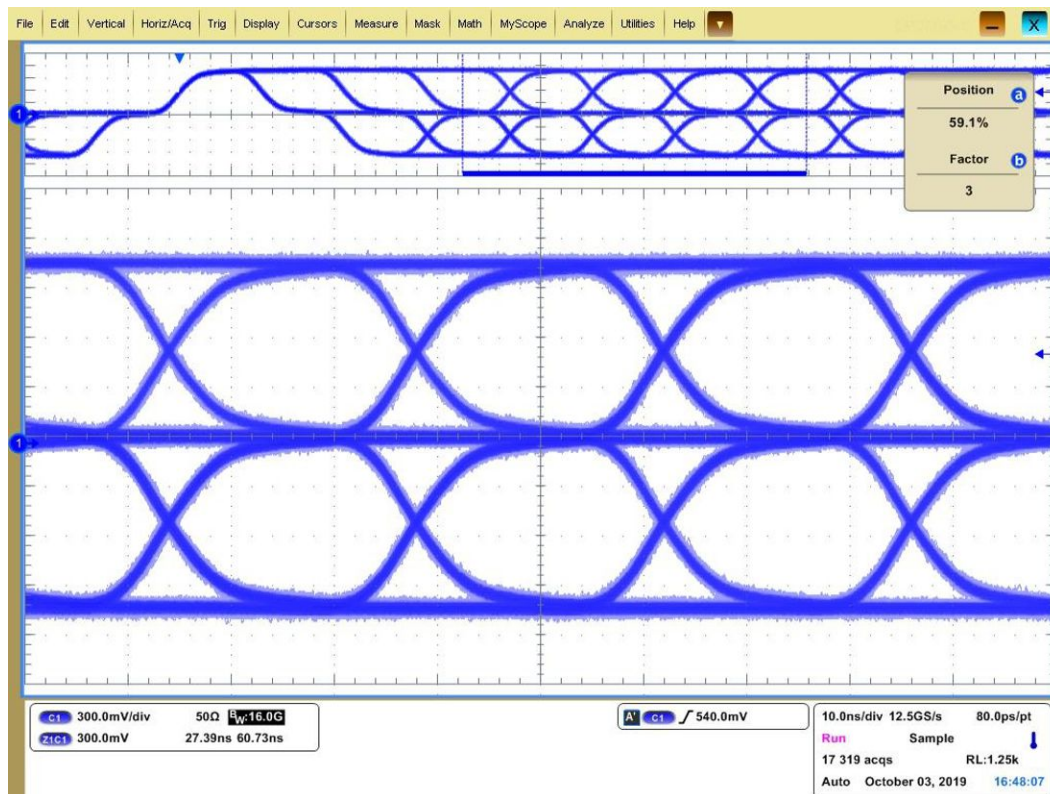 File Edit Vertical Horiz/Acq Trig Display Cursors Measure Mask Math MyScope Analyze Utilities Help
X
Position a
59.1%
Factor b
3
1
1
C1 300.0mV/div 50Ω BW:16.0G
Z1C1 300.0mV 27.39ns 60.73ns
A' C1 540.0mV
10.0ns/div 12.5GS/s 80.0ps/pt
Run Sample
17 319 acqs RL:1.25k
Auto October 03, 2019 16:48:07